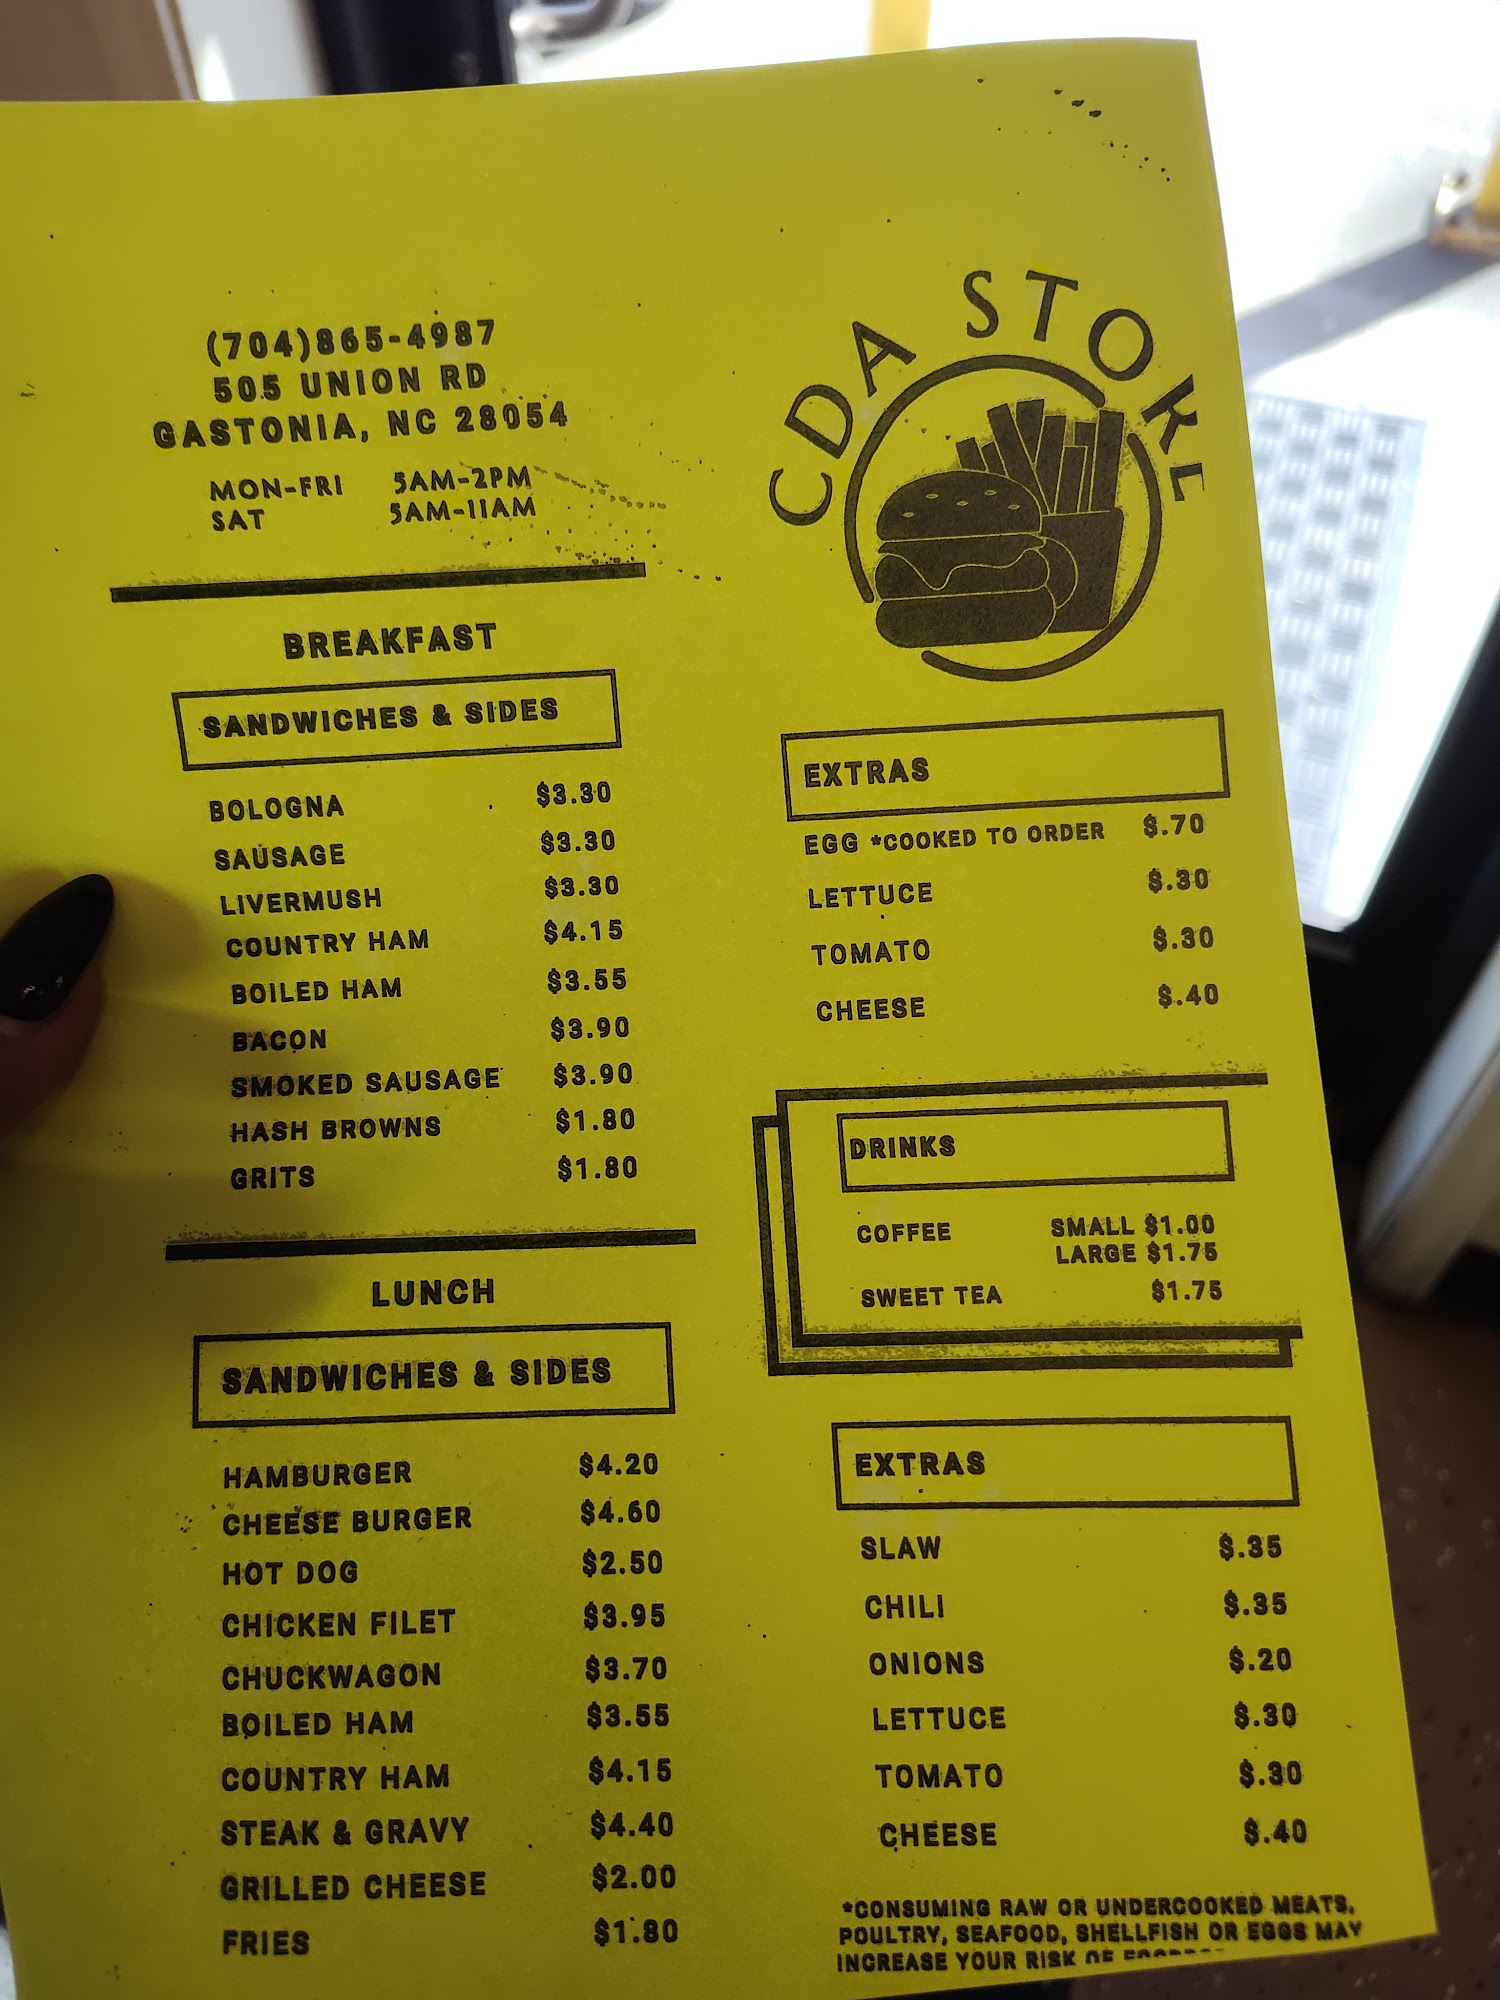 (704)865-4987
505 UNION RD
GASTONIA, NC 28054
MON-FRI 5AM-2PM
SAT 5AM-11AM
CDA STORE
BREAKFAST
SANDWICHES & SIDES
BOLOGNA $3.30
SAUSAGE $3.30
LIVERMUSH $3.30
COUNTRY HAM $4.15
BOILED HAM $3.55
BACON $3.90
SMOKED SAUSAGE $3.90
HASH BROWNS $1.80
GRITS $1.80
EXTRAS
EGG *COOKED TO ORDER $.70
LETTUCE $.30
TOMATO $.30
CHEESE $.40
DRINKS
COFFEE SMALL $1.00
LARGE $1.75
SWEET TEA $1.75
LUNCH
SANDWICHES & SIDES
HAMBURGER $4.20
CHEESE BURGER $4.60
HOT DOG $2.50
CHICKEN FILET $3.95
CHUCKWAGON $3.70
BOILED HAM $3.55
COUNTRY HAM $4.15
STEAK & GRAVY $4.40
GRILLED CHEESE $2.00
FRIES $1.80
EXTRAS
SLAW $.35
CHILI $.35
ONIONS $.20
LETTUCE $.30
TOMATO $.30
CHEESE $.40
*CONSUMING RAW OR UNDERCOOKED MEATS,
POULTRY, SEAFOOD, SHELLFISH OR EGGS MAY
INCREASE YOUR RISK OF